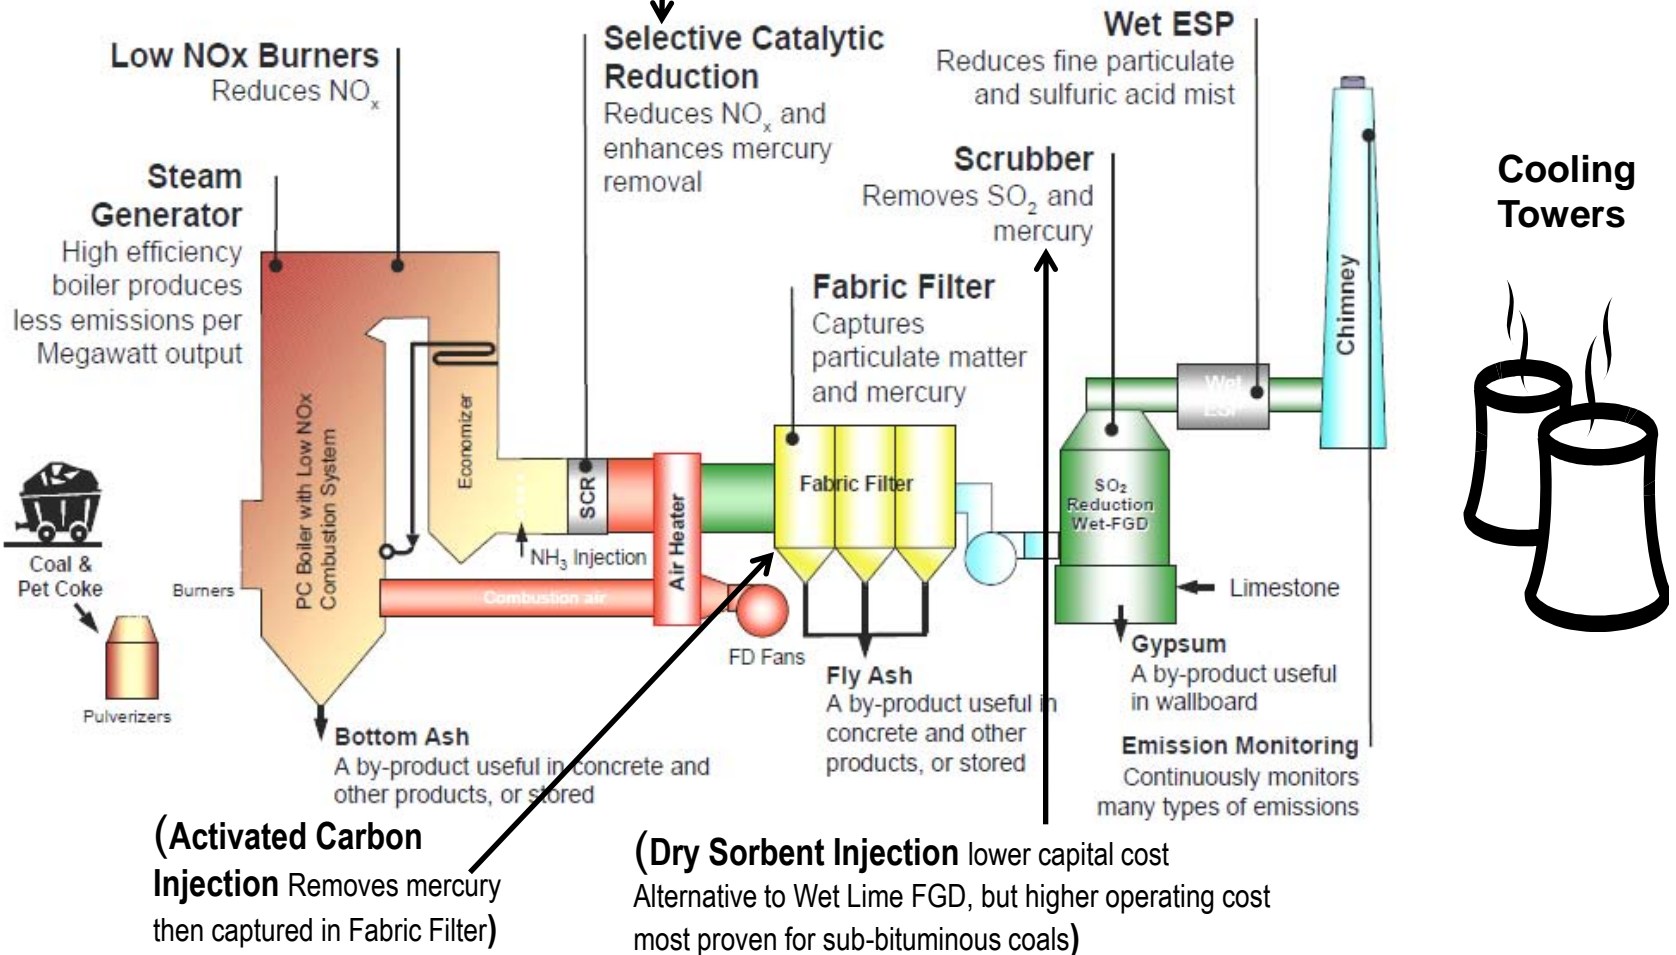 Low NOx Burners
Reduces NOx
Steam
Generator
High efficiency
boiler produces
less emissions per
Megawatt output
Selective Catalytic
Reduction
Reduces NOx and
enhances mercury
removal
Wet ESP
Reduces fine particulate
and sulfuric acid mist
Scrubber
Removes SO2 and
mercury
Fabric Filter
Captures
particulate matter
and mercury
Cooling
Towers
Chimney
Wet
ESP
PC Boiler with Low NOx
Combustion System
Economizer
SCR
Air Heater
Fabric Filter
SO2
Reduction
Wet-FGD
NH3 Injection
Coal &
Pet Coke
Burners
Combustion air
Limestone
FD Fans
Pulverizers
Gypsum
A by-product useful
in wallboard
Fly Ash
A by-product useful in
concrete and other
products, or stored
Bottom Ash
A by-product useful in concrete and
other products, or stored
Emission Monitoring
Continuously monitors
many types of emissions
(Activated Carbon
Injection Removes mercury
then captured in Fabric Filter)
(Dry Sorbent Injection lower capital cost
Alternative to Wet Lime FGD, but higher operating cost
most proven for sub-bituminous coals)